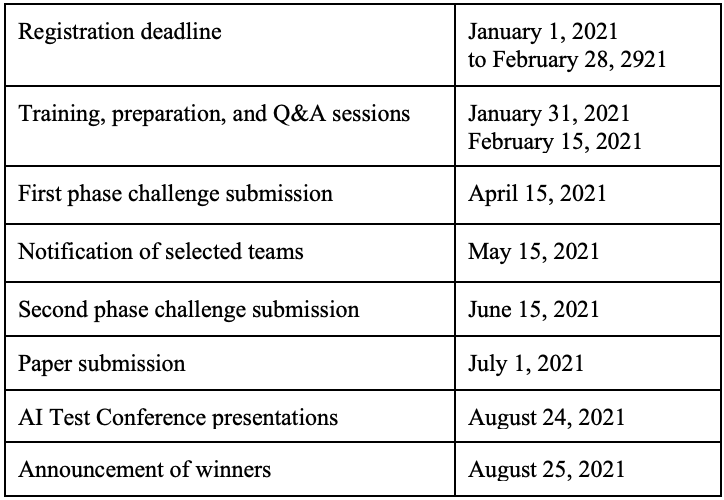 Registration deadline
January 1, 2021
to February 28, 2921
Training, preparation, and Q&A sessions
January 31, 2021
February 15, 2021
First phase challenge submission
April 15, 2021
Notification of selected teams
May 15, 2021
Second phase challenge submission
June 15, 2021
Paper submission
July 1, 2021
AI Test Conference presentations
August 24, 2021
Announcement of winners
August 25, 2021